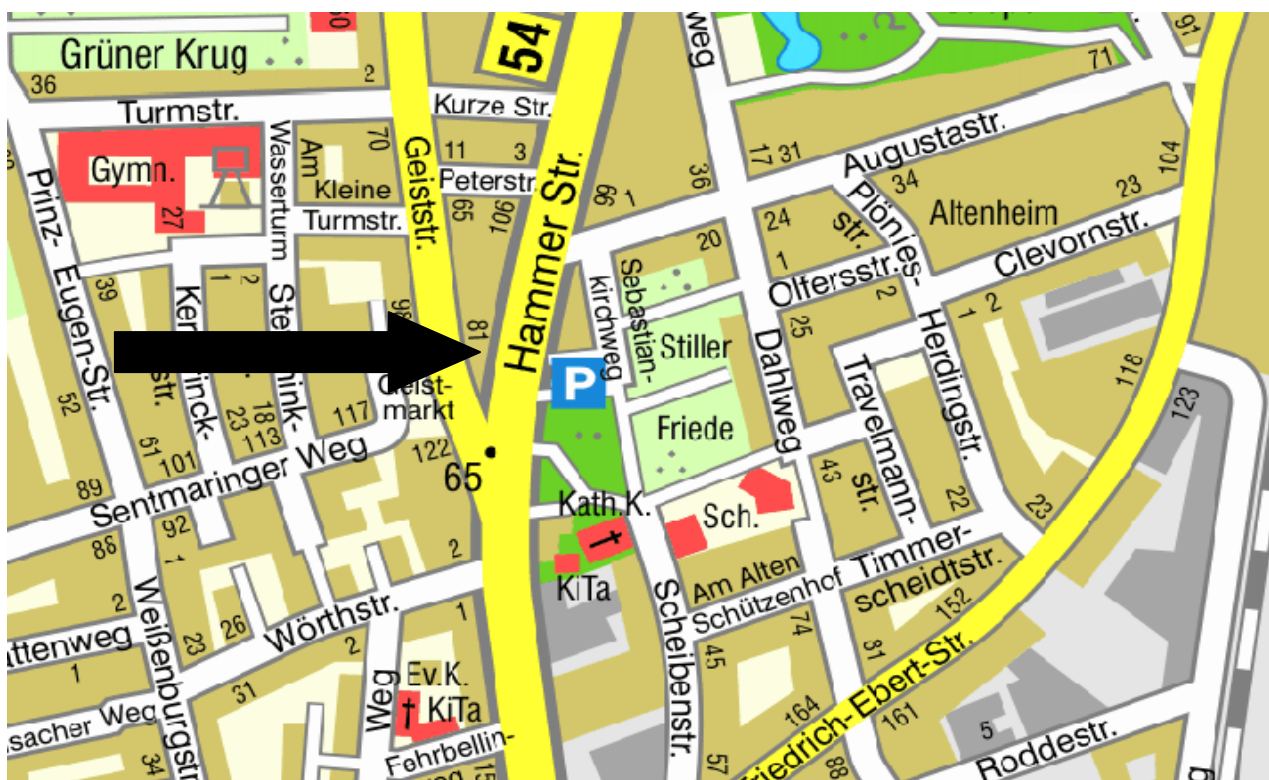 60
54
weg
91
Grüner Krug
36
2
71
Turmstr.
Kurze Str.
Wasserturm
Am
70
Geiststr.
11
3
Hammer Str.
17
31
Augustastr.
104
Gymn.
Kleine
Peterstr.
Prinz-
Eugen-Str.
27
Turmstr.
65
106
99
1
36
34
Plönies-
str.
Altenheim
23
24
20
Clevornstr.
1
Olfersstr.
Sebastian-
kirchweg
39
1
2
98
81
2
1
2
Herdingstr.
Stiller
25
Dahlweg
118
P
Geist-
markt
Travelmann-
str.
123
52
str.
23
18
113
117
51
101
122
Friede
65
89
Sentmaringer Weg
43
22
23
Kath.K.
Sch.
88
92
1
2
Timmer-
scheidtstr.
KiTa
Am Alten
Schützenhof
152
Weißenburgstr.
2
26
Wörthstr.
1
Scheibenstr.
74
23
2
1
45
31
31
Ev.K.
KiTa
Weg
Friedrich-Ebert-Str.
164
161
sacher Weg
5
Roddestr.
34
Fehrbellin-
57
88